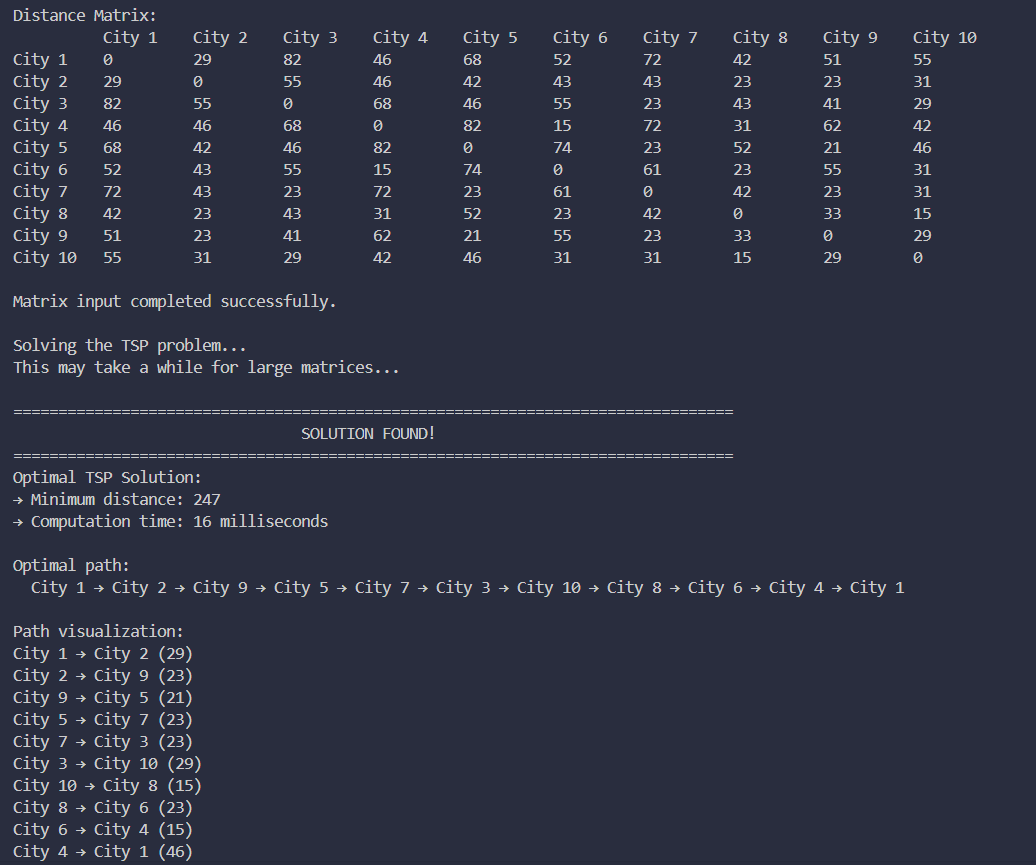 Distance Matrix:
          City 1    City 2    City 3    City 4    City 5    City 6    City 7    City 8    City 9    City 10
City 1    0         29        82        46        68        52        72        42        51        55
City 2    29        0         55        46        42        43        43        23        23        31
City 3    82        55        0         68        46        55        23        43        41        29
City 4    46        46        68        0         82        15        72        31        62        42
City 5    68        42        46        82        0         74        23        52        21        46
City 6    52        43        55        15        74        0         61        23        55        31
City 7    72        43        23        72        23        61        0         42        23        31
City 8    42        23        43        31        52        23        42        0         33        15
City 9    51        23        41        62        21        55        23        33        0         29
City 10   55        31        29        42        46        31        31        15        29        0

Matrix input completed successfully.

Solving the TSP problem...
This may take a while for large matrices...

================================================================================
                                SOLUTION FOUND!
================================================================================
Optimal TSP Solution:
→ Minimum distance: 247
→ Computation time: 16 milliseconds

Optimal path:
  City 1 → City 2 → City 9 → City 5 → City 7 → City 3 → City 10 → City 8 → City 6 → City 4 → City 1

Path visualization:
City 1 → City 2 (29)
City 2 → City 9 (23)
City 9 → City 5 (21)
City 5 → City 7 (23)
City 7 → City 3 (23)
City 3 → City 10 (29)
City 10 → City 8 (15)
City 8 → City 6 (23)
City 6 → City 4 (15)
City 4 → City 1 (46)